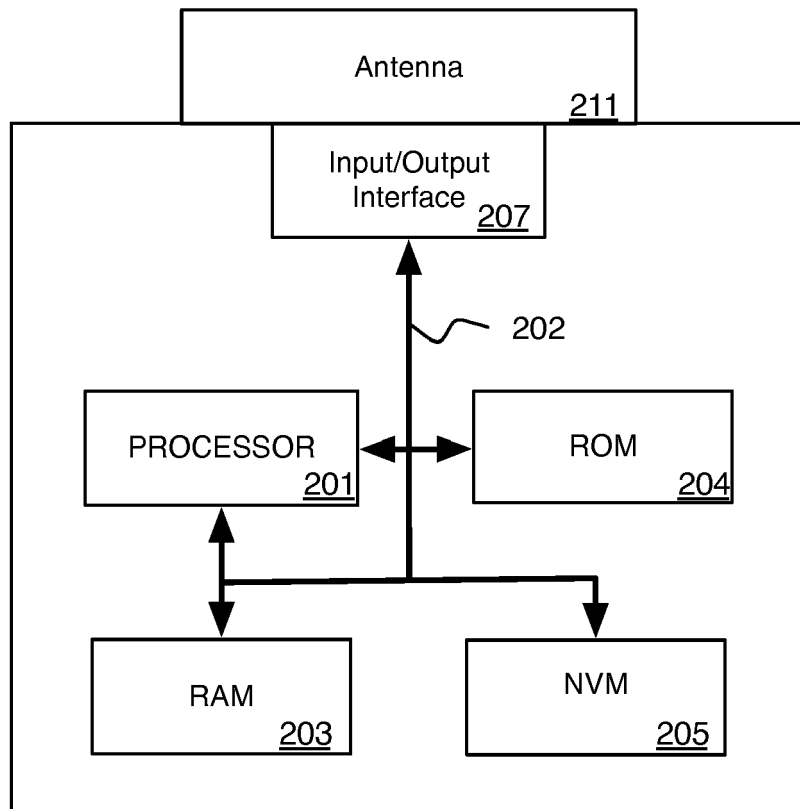 Antenna
211
Input/Output
Interface
207
202
PROCESSOR
201
ROM
204
RAM
203
NVM
205